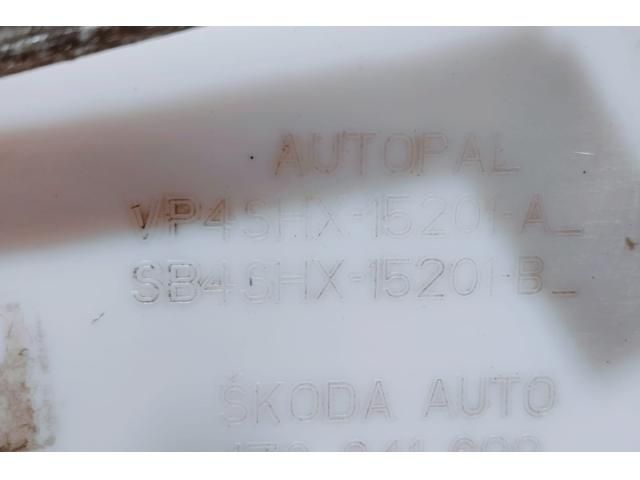 AUTOPAL
VP4SHX-15201-A_
SB4SHX-15201-B_
ŠKODA AUTO